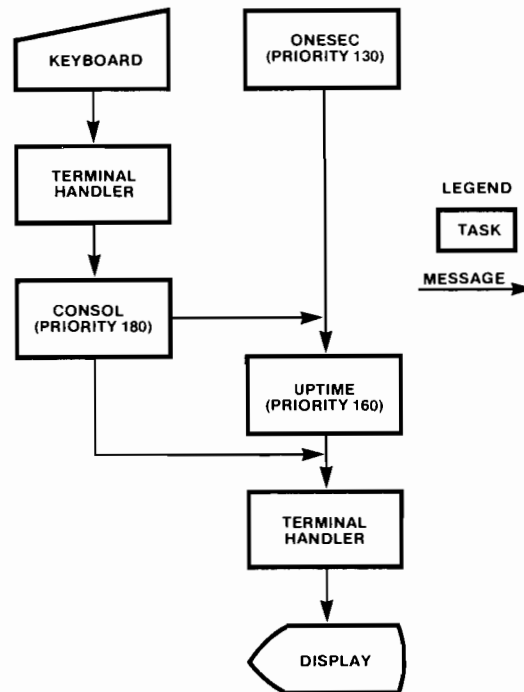 KEYBOARD
ONESEC
(PRIORITY 130)
TERMINAL
HANDLER
LEGEND
TASK
MESSAGE
CONSOL
(PRIORITY 180)
UPTIME
(PRIORITY 160)
TERMINAL
HANDLER
DISPLAY